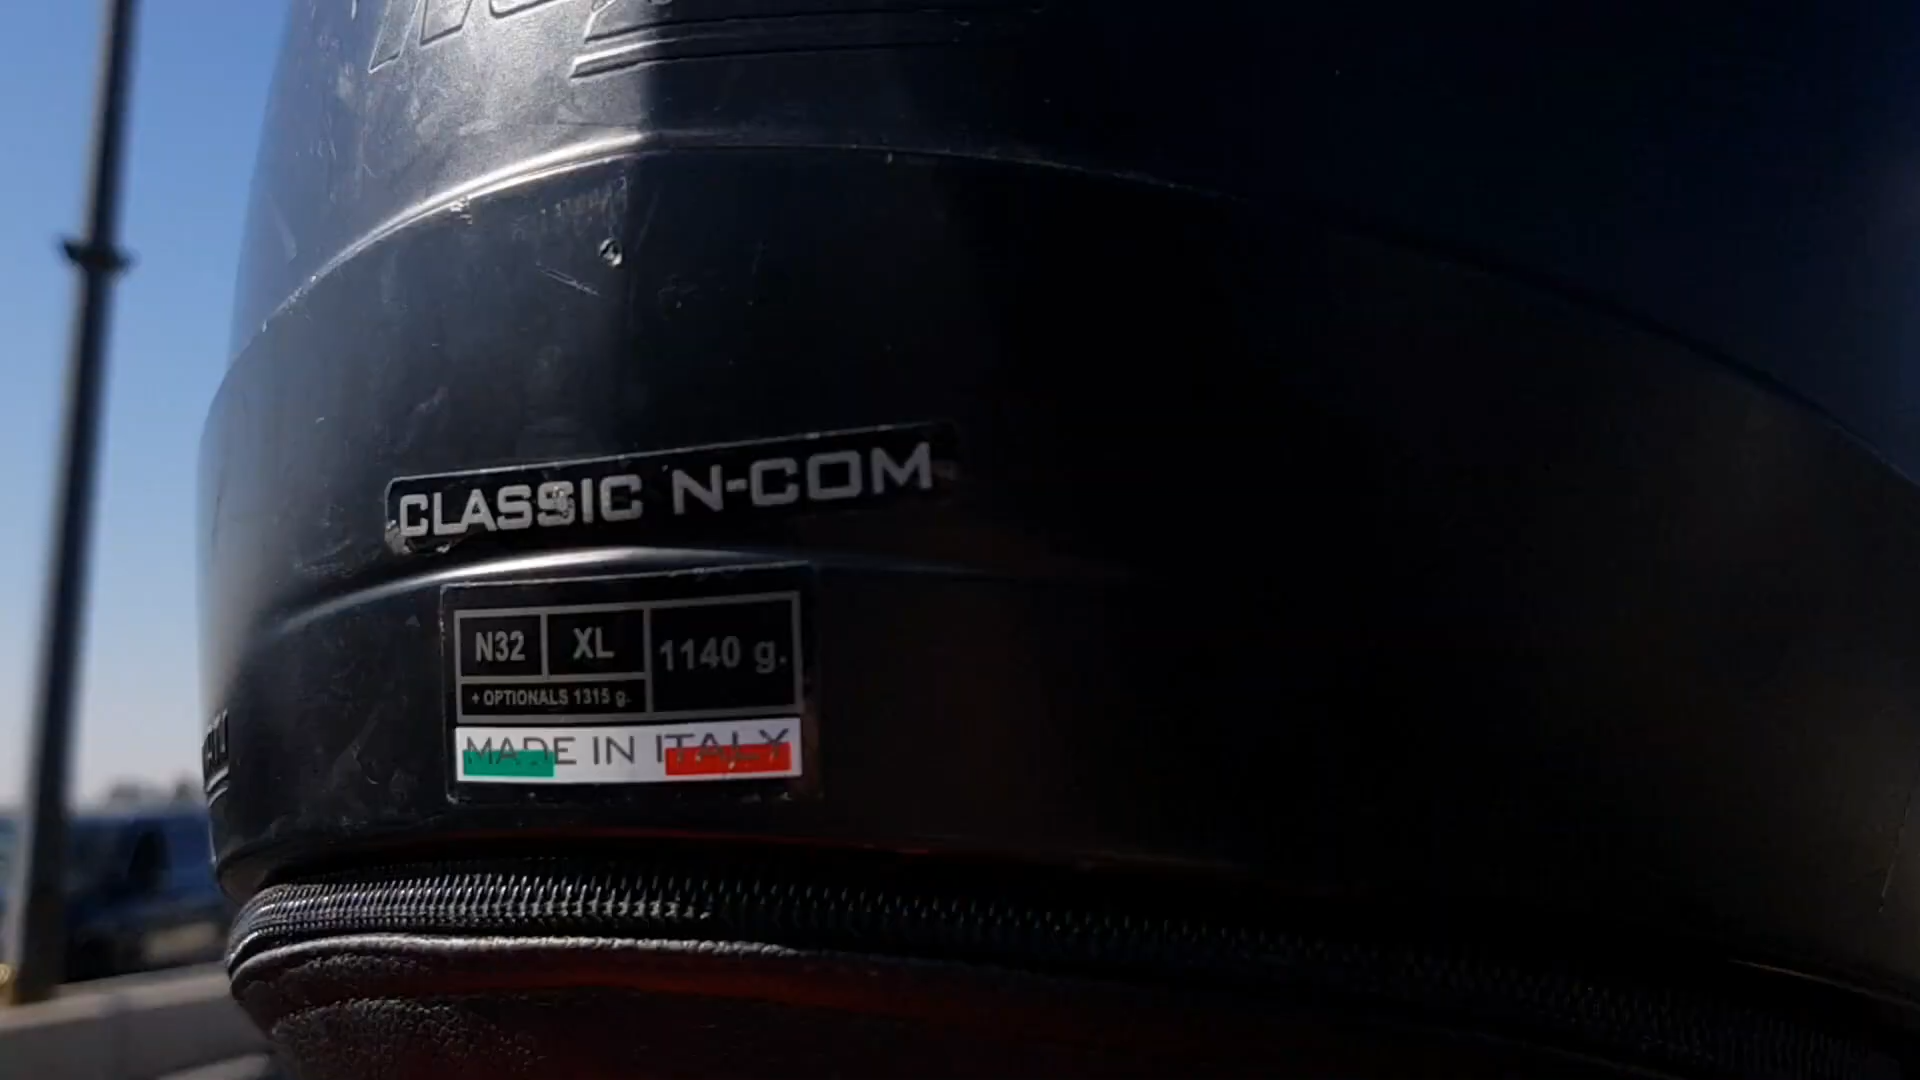 CLASSIC N-COM
N32 XL 1140 g.
+ OPTIONALS 1315 g.
MADE IN ITALY